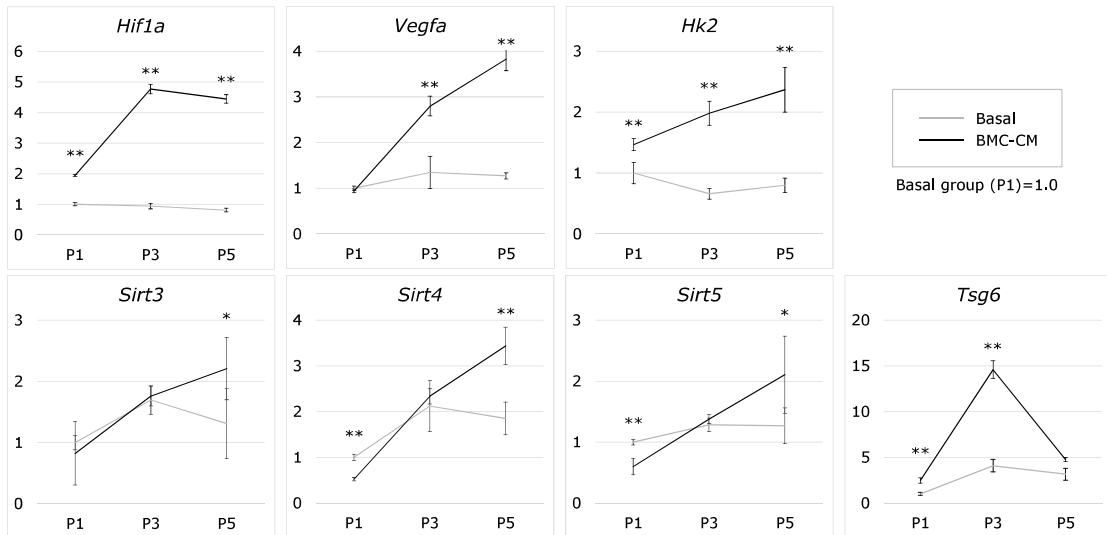 Hif1a
6
5
4
3
2
1
0
**
**
**
P1 P3 P5
Vegfa
4
3
2
1
0
**
**
P1 P3 P5
Hk2
3
2
1
0
**
**
**
P1 P3 P5
Basal
BMC-CM
Basal group (P1)=1.0
Sirt3
3
2
1
0
*
P1 P3 P5
Sirt4
4
3
2
1
0
**
**
P1 P3 P5
Sirt5
3
2
1
0
*
**
P1 P3 P5
Tsg6
20
15
10
5
0
**
**
P1 P3 P5